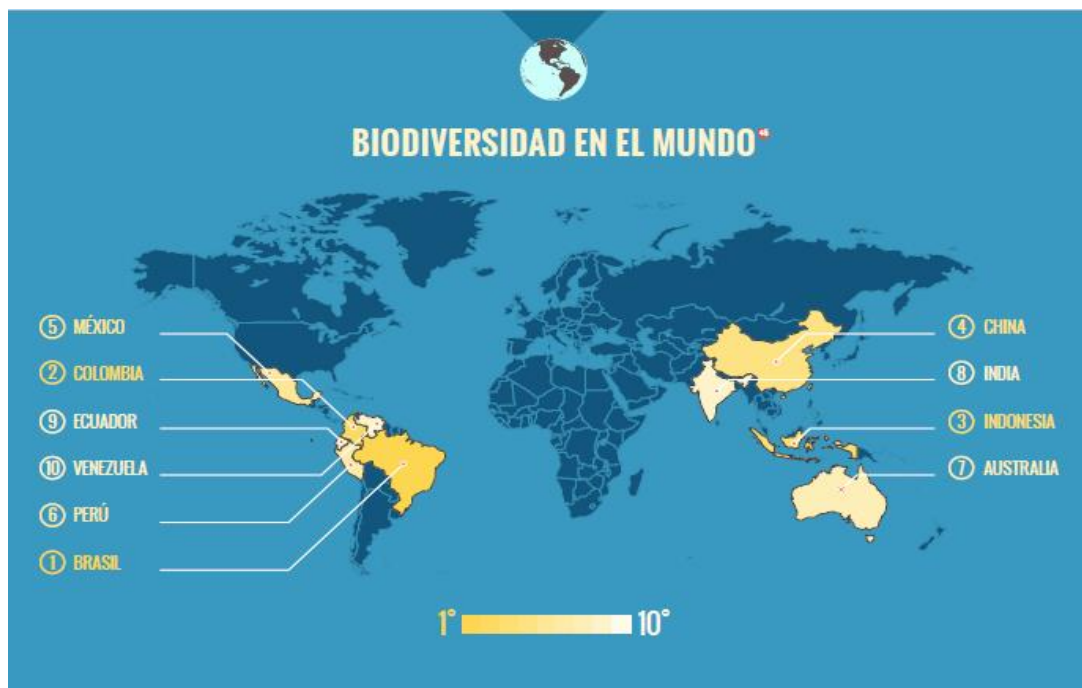 BIODIVERSIDAD EN EL MUNDO 46
5 MÉXICO
2 COLOMBIA
9 ECUADOR
10 VENEZUELA
6 PERÚ
1 BRASIL
4 CHINA
8 INDIA
3 INDONESIA
7 AUSTRALIA
1° 10°